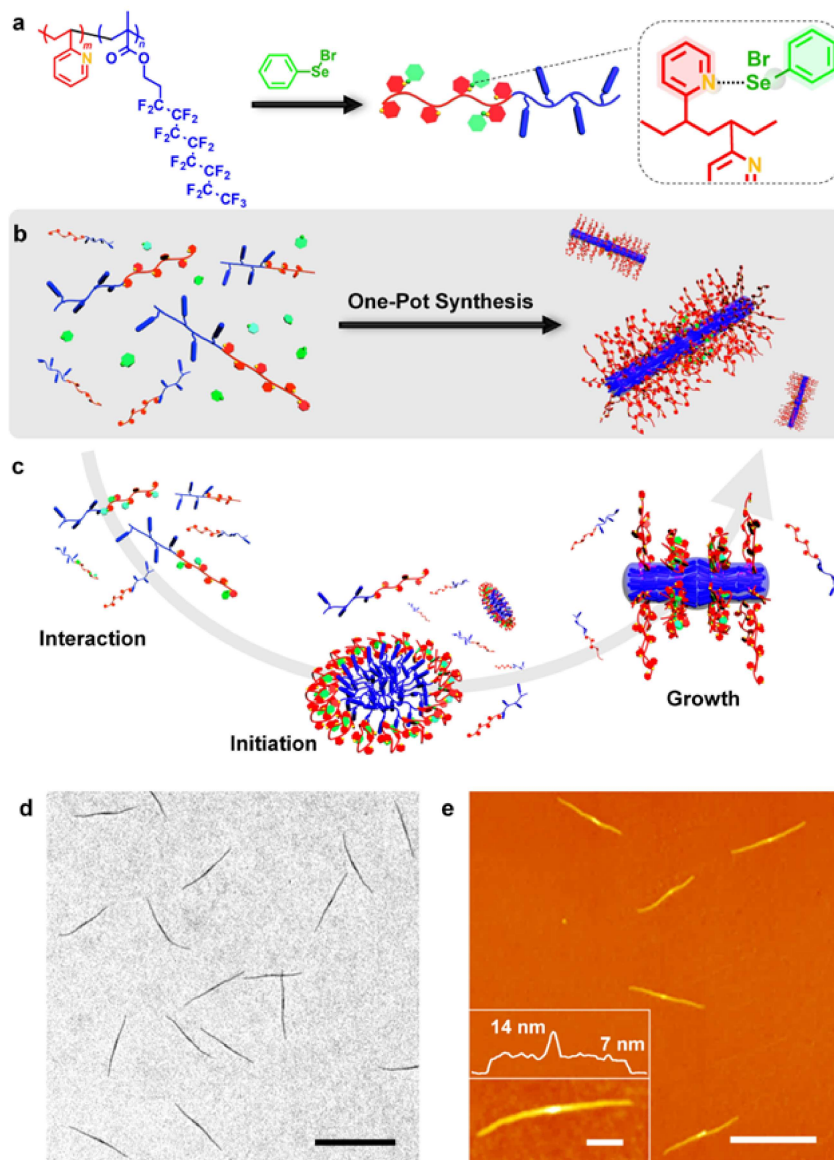 a
m
n
N
O
O
F₂C
CF₂
F₂C
CF₂
F₂C
CF₂
F₂C
CF₃
Br
Se
Br
N
Se
N
b
One-Pot Synthesis
c
Interaction
Initiation
Growth
d
e
14 nm
7 nm